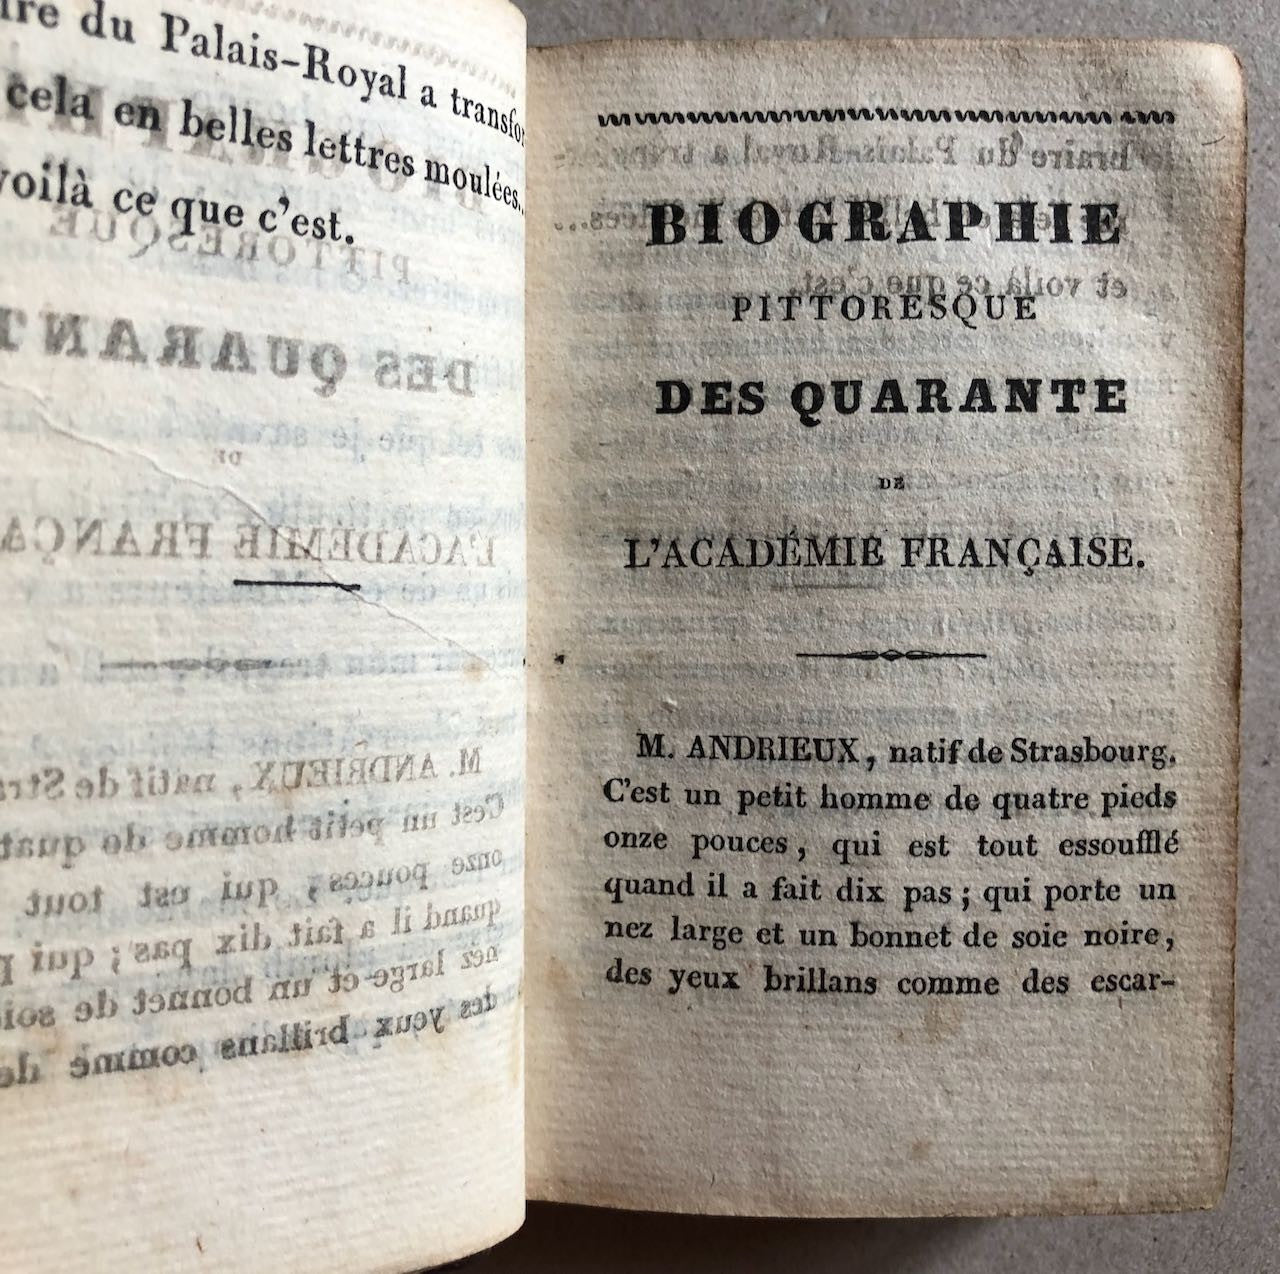 du Palais-Royal a
cela en belles lettres moulées..
voilà ce que c'est.
BIOGRAPHIE
PITTORESQUE
DES QUARANTE
DE
L'ACADÉMIE FRANÇAISE.
M. ANDRIEUX, natif de Strasbourg.
C'est un petit homme de quatre pieds
onze pouces, qui est tout essoufflé
quand il a fait dix pas; qui porte un
nez large et un bonnet de soie noire,
des yeux brillans comme des escar-